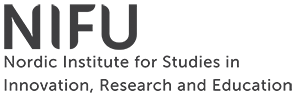 NIFU
Nordic Institute for Studies in
Innovation, Research and Education